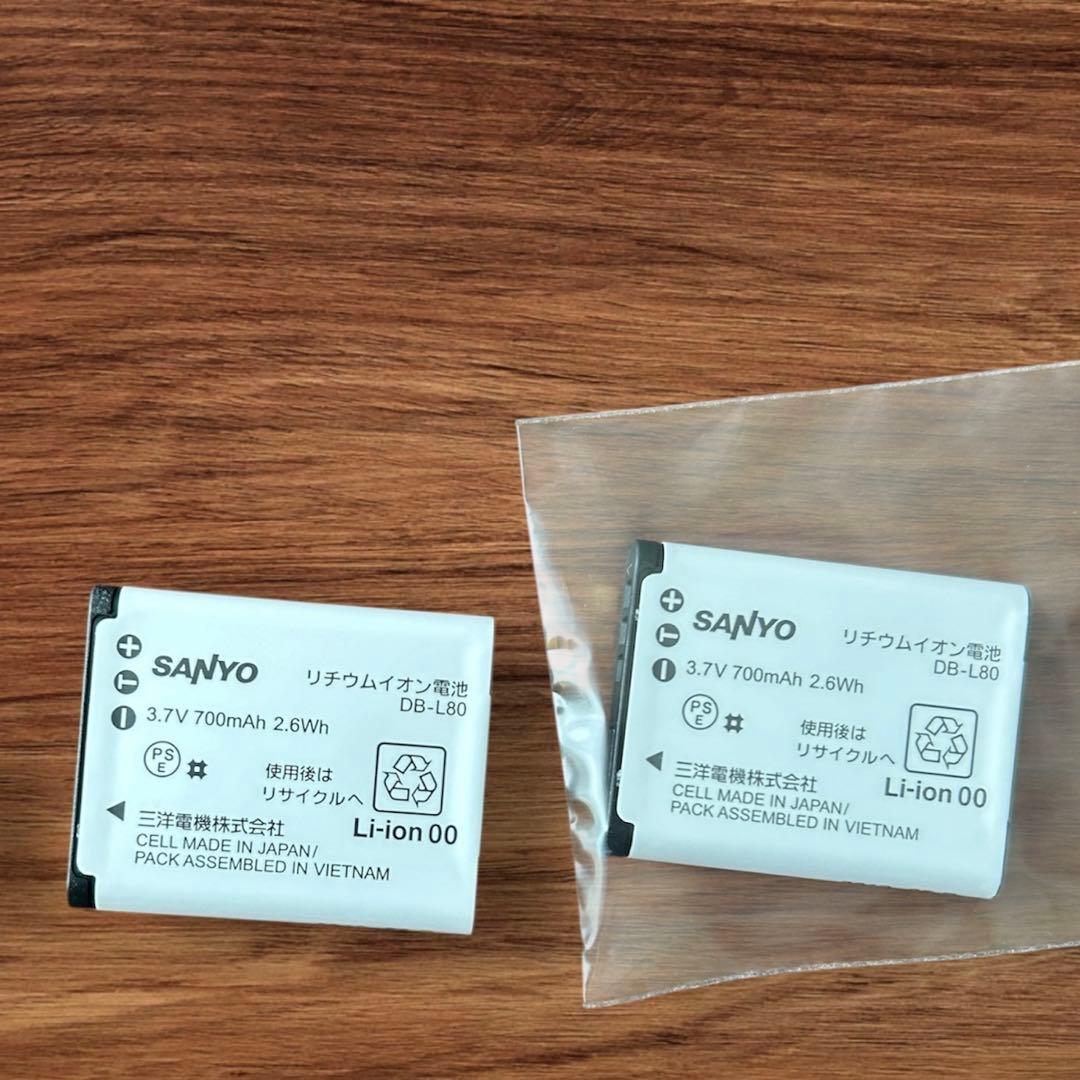 SANYO
リチウムイオン電池
DB-L80
3.7V 700mAh 2.6Wh
PS
E
使用後は
リサイクルへ
三洋電機株式会社
Li-ion 00
CELL MADE IN JAPAN/
PACK ASSEMBLED IN VIETNAM
SANYO
リチウムイオン電池
DB-L80
3.7V 700mAh 2.6Wh
PS
E
使用後は
リサイクルへ
三洋電機株式会社
Li-ion 00
CELL MADE IN JAPAN/
PACK ASSEMBLED IN VIETNAM